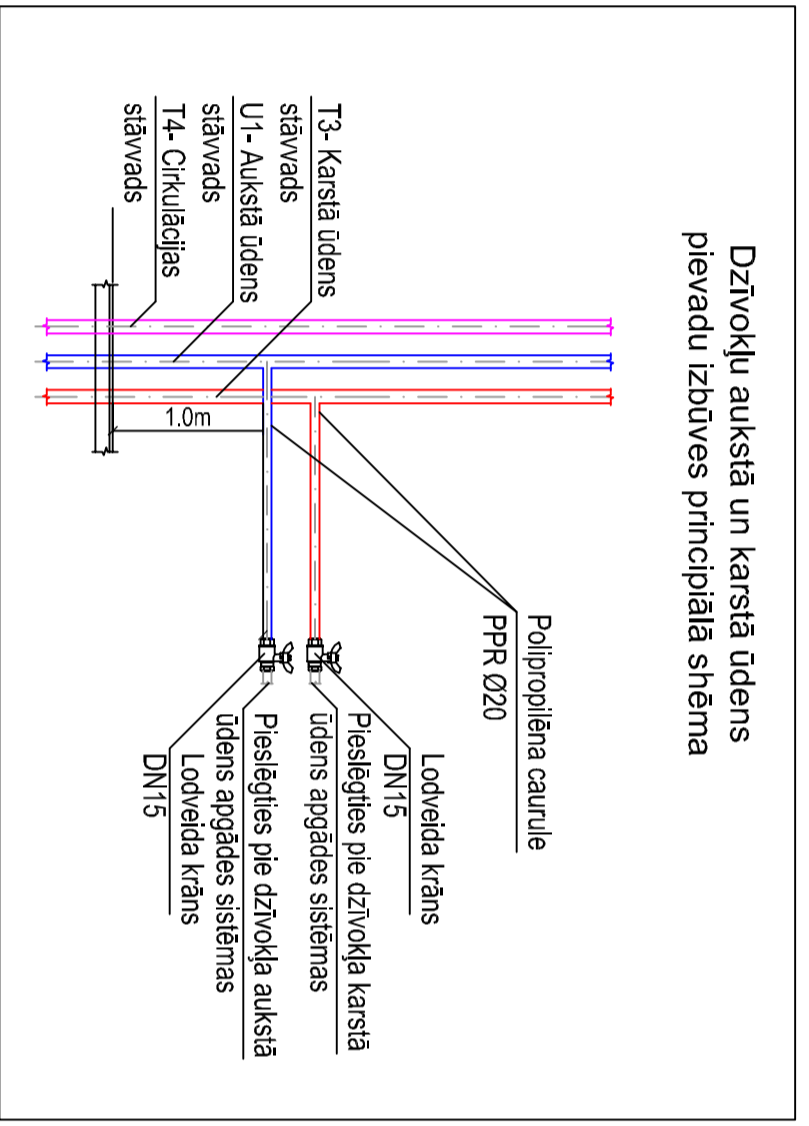 Dzīvokļu aukstā un karstā ūdens
pievadu izbūves principiālā shēma
Polipropilēna caurule
PPR Ø20
T3- Karstā ūdens
stāvvads
U1- Aukstā ūdens
stāvvads
T4- Cirkulācijas
stāvvads
1.0m
Lodveida krāns
DN15
Pieslēgties pie dzīvokļa karstā
ūdens apgādes sistēmas
Pieslēgties pie dzīvokļa aukstā
ūdens apgādes sistēmas
Lodveida krāns
DN15